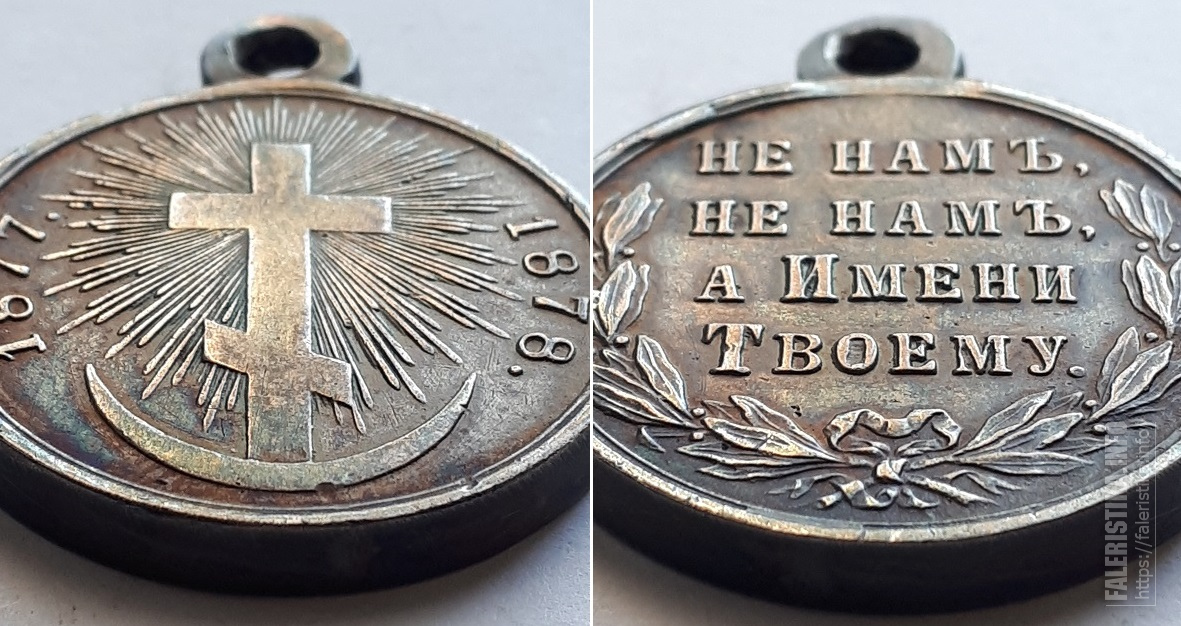 1877. 1878.
НЕ НАМЪ,
НЕ НАМЪ,
А ИМЕНИ
ТВОЕМУ.
FALERISTIKA.INFO
https://faleristika.info